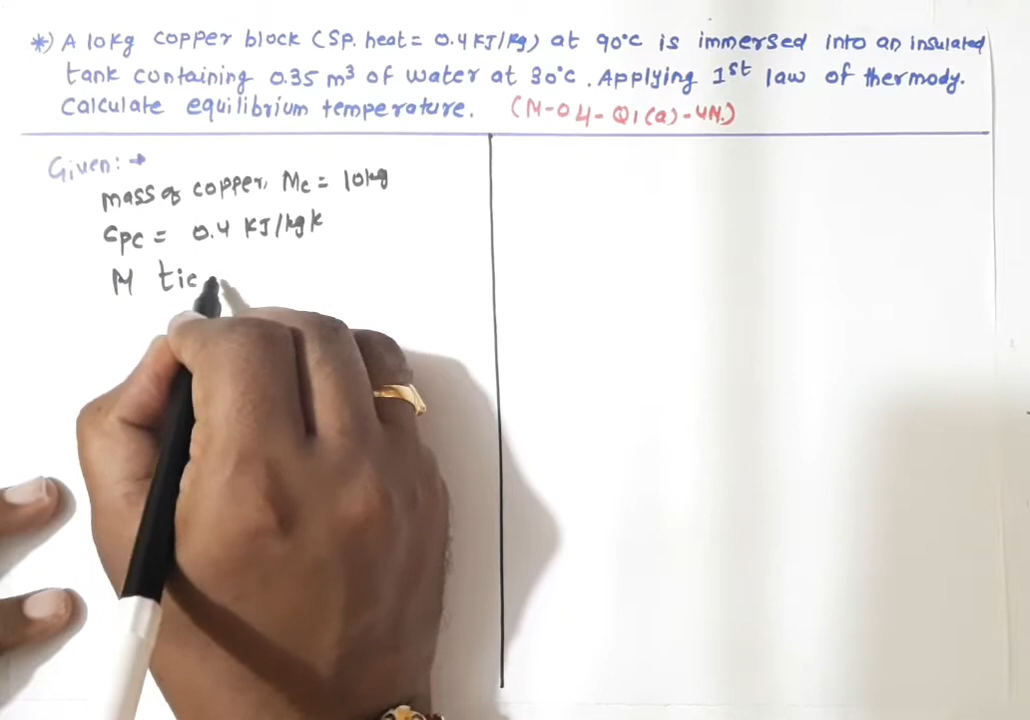 *) A 10Kg copper block (SP. heat = 0.4 KJ/kg) at 90°C is immersed into an insulated
tank containing 0.35 m³ of water at 30°C. Applying 1st law of thermody.
Calculate equilibrium temperature. (M-04-Q1(a)-4M.)
Given:→
mass of copper, Mc = 10kg
Cpc = 0.4 KJ/kgk
M tic